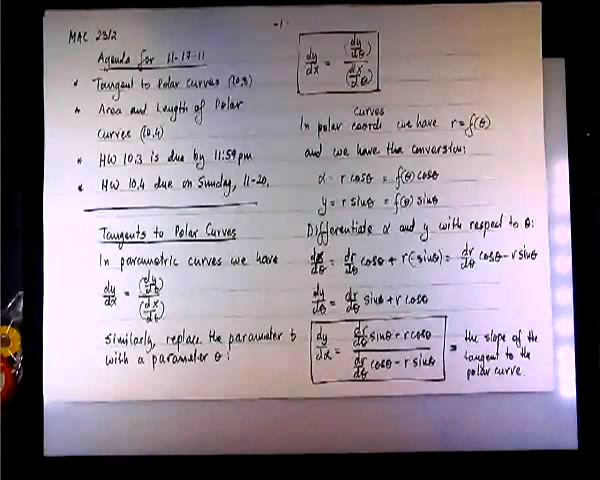 -1-
MAC 2312
Agenda for 11-17-11
* Tangent to Polar Curves (10.3)
* Area and Length of Polar
curves (10.4)
* HW 10.3 is due by 11:59pm
* HW 10.4 due on Sunday, 11-20.
Tangents to Polar Curves
In parametric curves we have
dy/dx = (dy/dθ)/(dx/dθ)
Similarly, replace the parameter t
with a parameter θ:
dy/dx = (dy/dθ)/(dx/dθ)
curves
In polar coordi we have r = f(θ)
and we have the conversion:
x = r cosθ = f(θ) cosθ
y = r sinθ = f(θ) sinθ
Differentiate x and y with respect to θ:
dx/dθ = dr/dθ cosθ + r(-sinθ) = dr/dθ cosθ - r sinθ
dy/dθ = dr/dθ sinθ + r cosθ
dy/dx = (dr/dθ sinθ + r cosθ)/(dr/dθ cosθ - r sinθ) = the slope of the
tangent to the
polar curve.